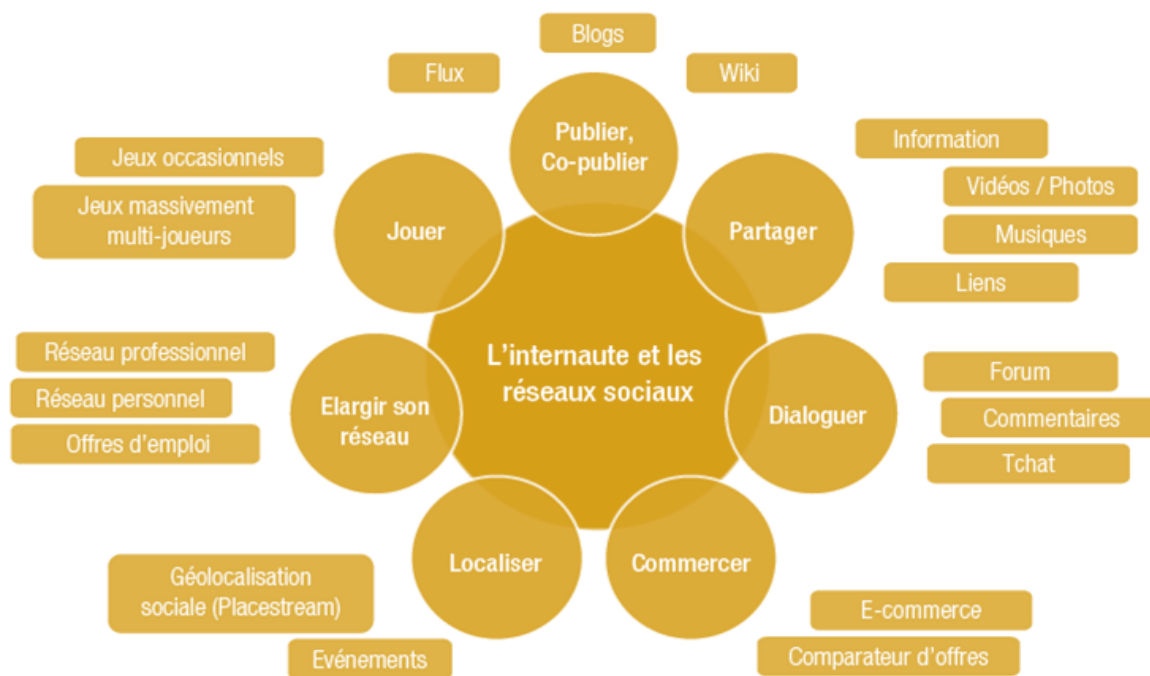 Blogs
Flux
Wiki
Publier,
Co-publier
Information
Vidéos / Photos
Musiques
Liens
Partager
Jeux occasionnels
Jeux massivement
multi-joueurs
Jouer
L'internaute et les
réseaux sociaux
Réseau professionnel
Réseau personnel
Offres d'emploi
Elargir son
réseau
Dialoguer
Forum
Commentaires
Tchat
Localiser
Géolocalisation
sociale (Placestream)
Evénements
Commercer
E-commerce
Comparateur d'offres